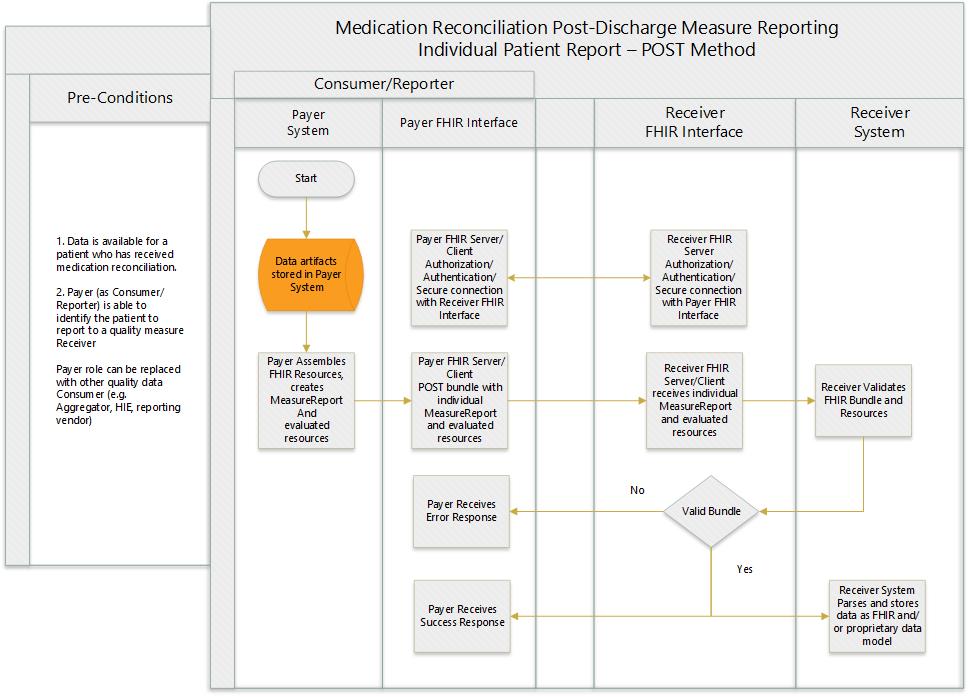 Medication Reconciliation Post-Discharge Measure Reporting
Individual Patient Report – POST Method
Pre-Conditions
1. Data is available for a
patient who has received
medication reconciliation.
2. Payer (as Consumer/
Reporter) is able to
identify the patient to
report to a quality measure
Receiver
Payer role can be replaced
with other quality data
Consumer (e.g.
Aggregator, HIE, reporting
vendor)
Consumer/Reporter
Payer
System
Payer FHIR Interface
Receiver
FHIR Interface
Receiver
System
Start
Data artifacts
stored in Payer
System
Payer FHIR Server/
Client
Authorization/
Authentication/
Secure connection
with Receiver FHIR
Interface
Receiver FHIR
Server
Authorization/
Authentication/
Secure connection
with Payer FHIR
Interface
Payer Assembles
FHIR Resources,
creates
MeasureReport
And
evaluated
resources
Payer FHIR Server/
Client
POST bundle with
individual
MeasureReport
and evaluated
resources
Receiver FHIR
Server/Client
receives individual
MeasureReport
and evaluated
resources
Receiver Validates
FHIR Bundle and
Resources
No
Payer Receives
Error Response
Valid Bundle
Yes
Payer Receives
Success Response
Receiver System
Parses and stores
data as FHIR and/
or proprietary data
model